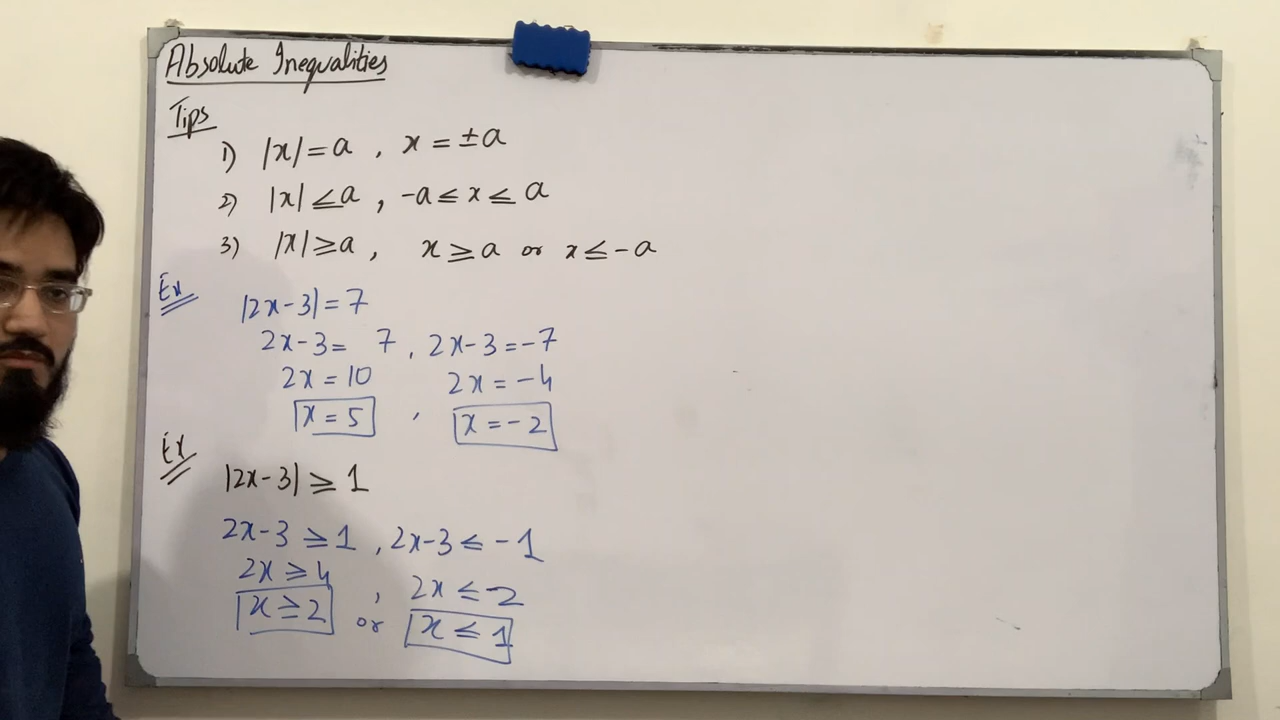 Absolute Inequalities
Tips
1) |x|=a , x = ±a
2) |x| ≤ a , -a ≤ x ≤ a
3) |x| ≥ a , x ≥ a or x ≤ -a
Ex
|2x-3| = 7
2x-3 = 7 , 2x-3 = -7
2x = 10 2x = -4
x = 5 , x = -2
Ex
|2x-3| ≥ 1
2x-3 ≥ 1 , 2x-3 ≤ -1
2x ≥ 4 , 2x ≤ 2
x ≥ 2 or x ≤ 1